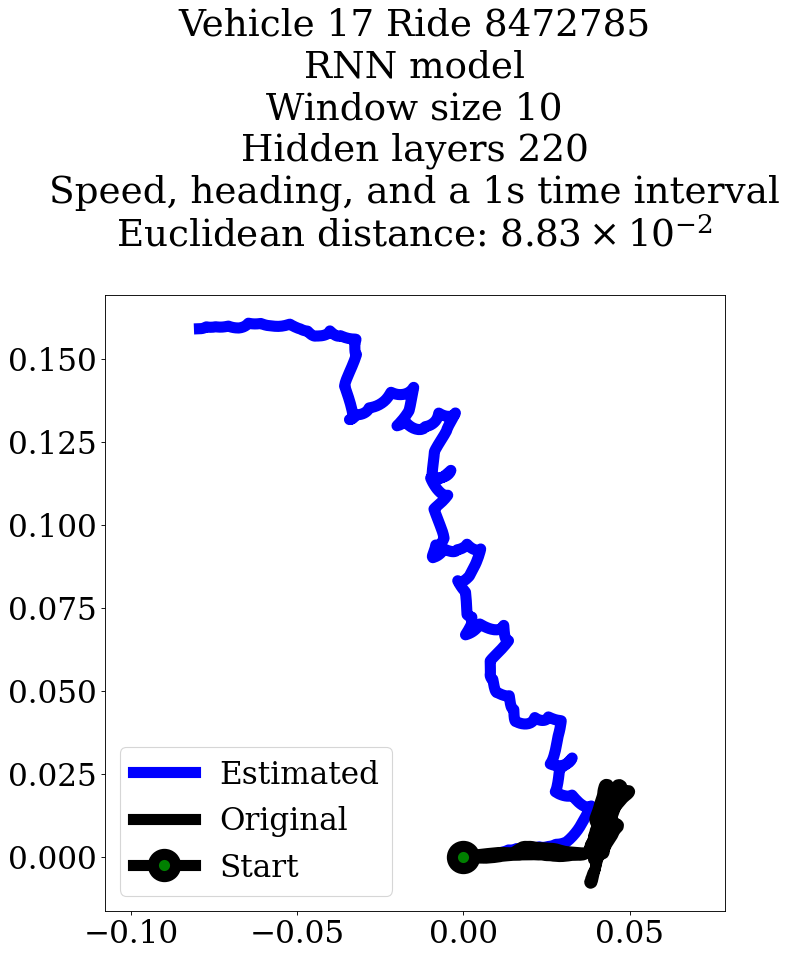 Vehicle 17 Ride 8472785
RNN model
Window size 10
Hidden layers 220
Speed, heading, and a 1s time interval
Euclidean distance: 8.83 × 10⁻²
0.150
0.125
0.100
0.075
0.050
0.025
0.000
Estimated
Original
Start
−0.10 −0.05 0.00 0.05